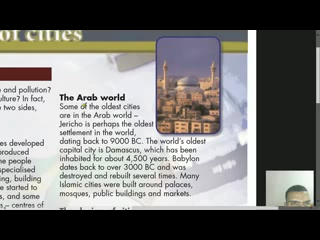 of cities
e and pollution?
ulture? In fact,
e two sides,
es developed
produced
ne people
specialised
ng, building
e started to
s, and some
s,– centres of
The Arab world
Some of the oldest cities
are in the Arab world –
Jericho is perhaps the oldest
settlement in the world,
dating back to 9000 BC. The world's oldest
capital city is Damascus, which has been
inhabited for about 4,500 years. Babylon
dates back to over 3000 BC and was
destroyed and rebuilt several times. Many
Islamic cities were built around palaces,
mosques, public buildings and markets.